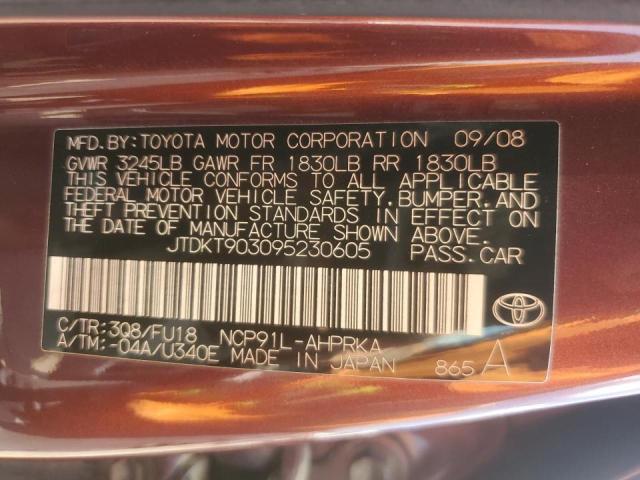 MFD.BY:TOYOTA MOTOR CORPORATION 09/08
GVWR 3245LB GAWR FR 1830LB RR 1830LB
THIS VEHICLE CONFORMS TO ALL APPLICABLE
FEDERAL MOTOR VEHICLE SAFETY,BUMPER,AND
THEFT PREVENTION STANDARDS IN EFFECT ON
THE DATE OF MANUFACTURE SHOWN ABOVE.
JTDKT903095230605 PASS.CAR
C/TR:3Q8/FU18 NCP91L-AHPRKA
A/TM:-04A/U340E MADE IN JAPAN 865 A